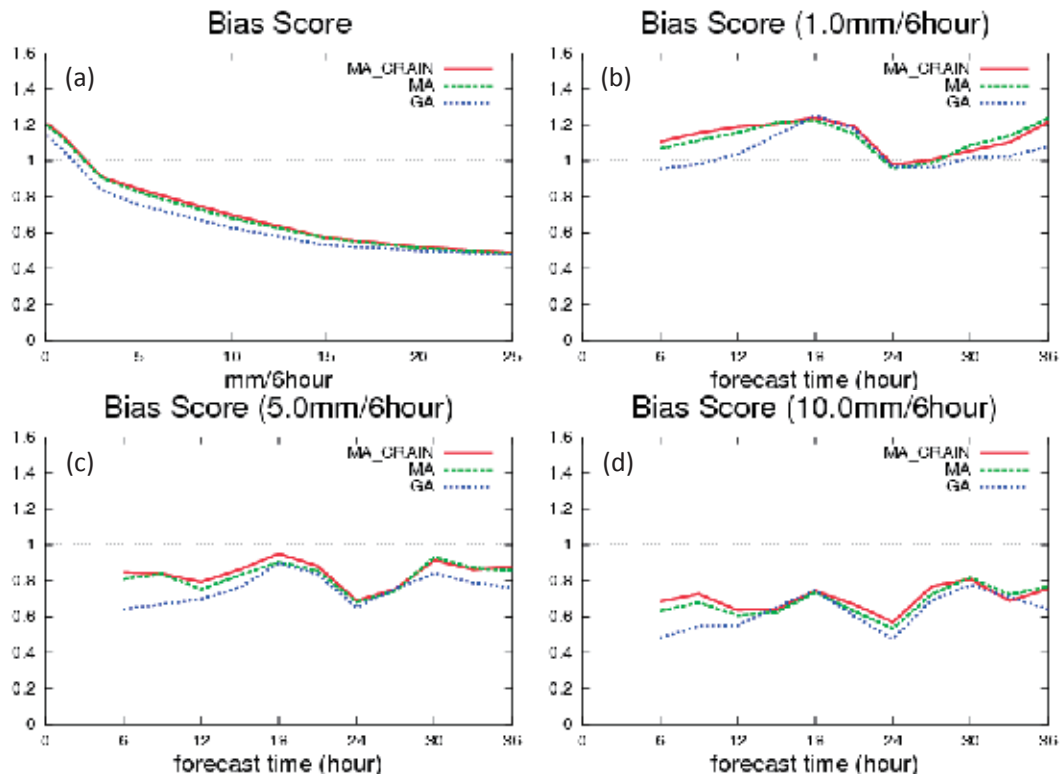 Bias Score
(a)
MA_CRAIN
MA
GA
1.6
1.4
1.2
1
0.8
0.6
0.4
0.2
0
0 5 10 15 20 25
mm/6hour
Bias Score (1.0mm/6hour)
(b)
MA_CRAIN
MA
GA
1.6
1.4
1.2
1
0.8
0.6
0.4
0.2
0
0 6 12 18 24 30 36
forecast time (hour)
Bias Score (5.0mm/6hour)
(c)
MA_CRAIN
MA
GA
1.6
1.4
1.2
1
0.8
0.6
0.4
0.2
0
0 6 12 18 24 30 36
forecast time (hour)
Bias Score (10.0mm/6hour)
(d)
MA_CRAIN
MA
GA
1.6
1.4
1.2
1
0.8
0.6
0.4
0.2
0
0 6 12 18 24 30 36
forecast time (hour)